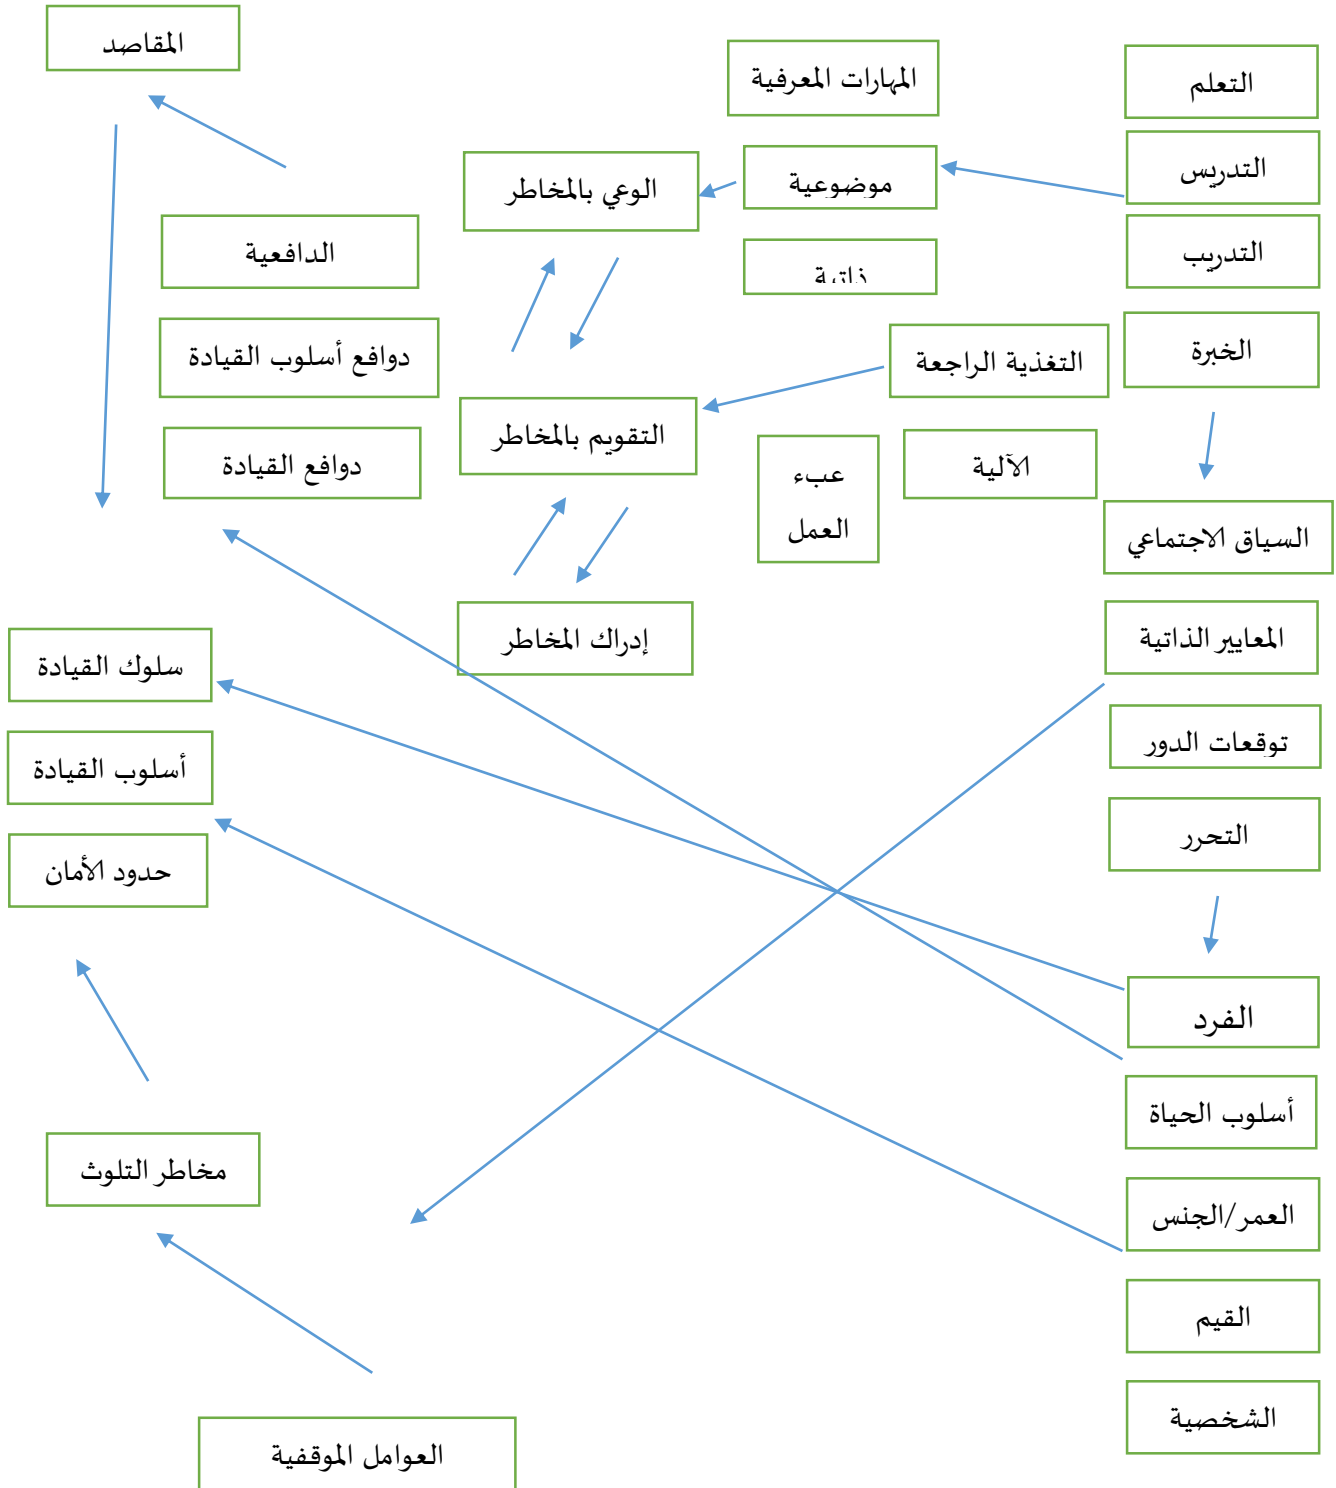 المقاصد
المهارات المعرفية
التعلم
التدريس
موضوعية
الوعي بالمخاطر
التدريب
الدافعية
ذاتية
الخبرة
التغذية الراجعة
دوافع أسلوب القيادة
التقويم بالمخاطر
دوافع القيادة
الآلية
عبء
العمل
السياق الاجتماعي
المعايير الذاتية
إدراك المخاطر
سلوك القيادة
توقعات الدور
أسلوب القيادة
التحرر
حدود الأمان
الفرد
أسلوب الحياة
مخاطر التلوث
العمر/الجنس
القيم
الشخصية
العوامل الموقفية